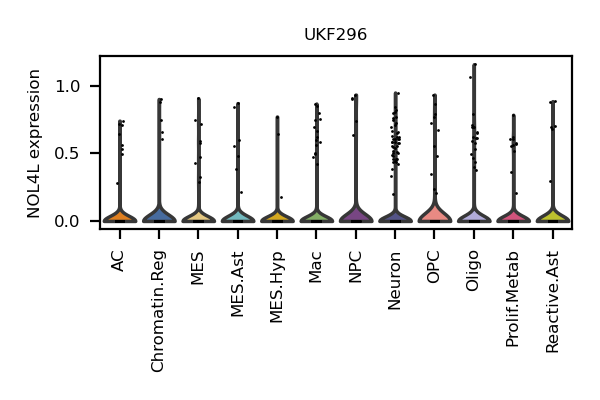 UKF296
NOL4L expression
1.0
0.5
0.0
AC
Chromatin.Reg
MES
MES.Ast
MES.Hyp
Mac
NPC
Neuron
OPC
Oligo
Prolif.Metab
Reactive.Ast